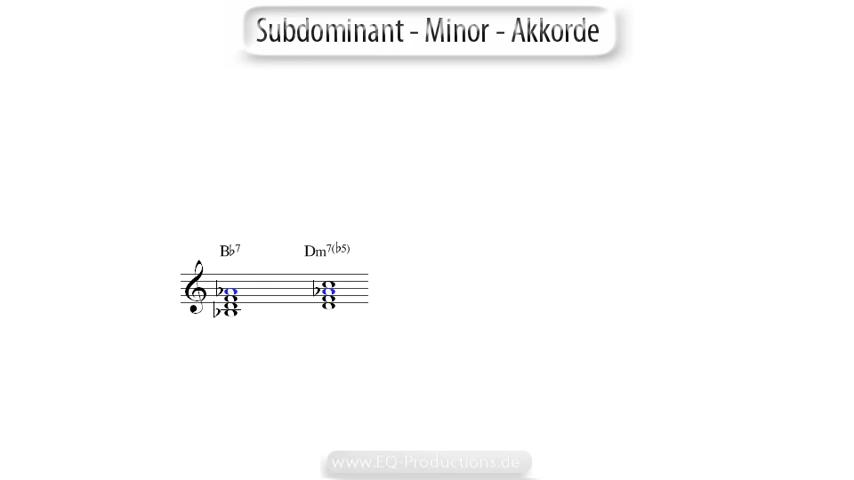 Subdominant - Minor - Akkorde
B♭7 Dm7(♭5)
www.EQ-Productions.de